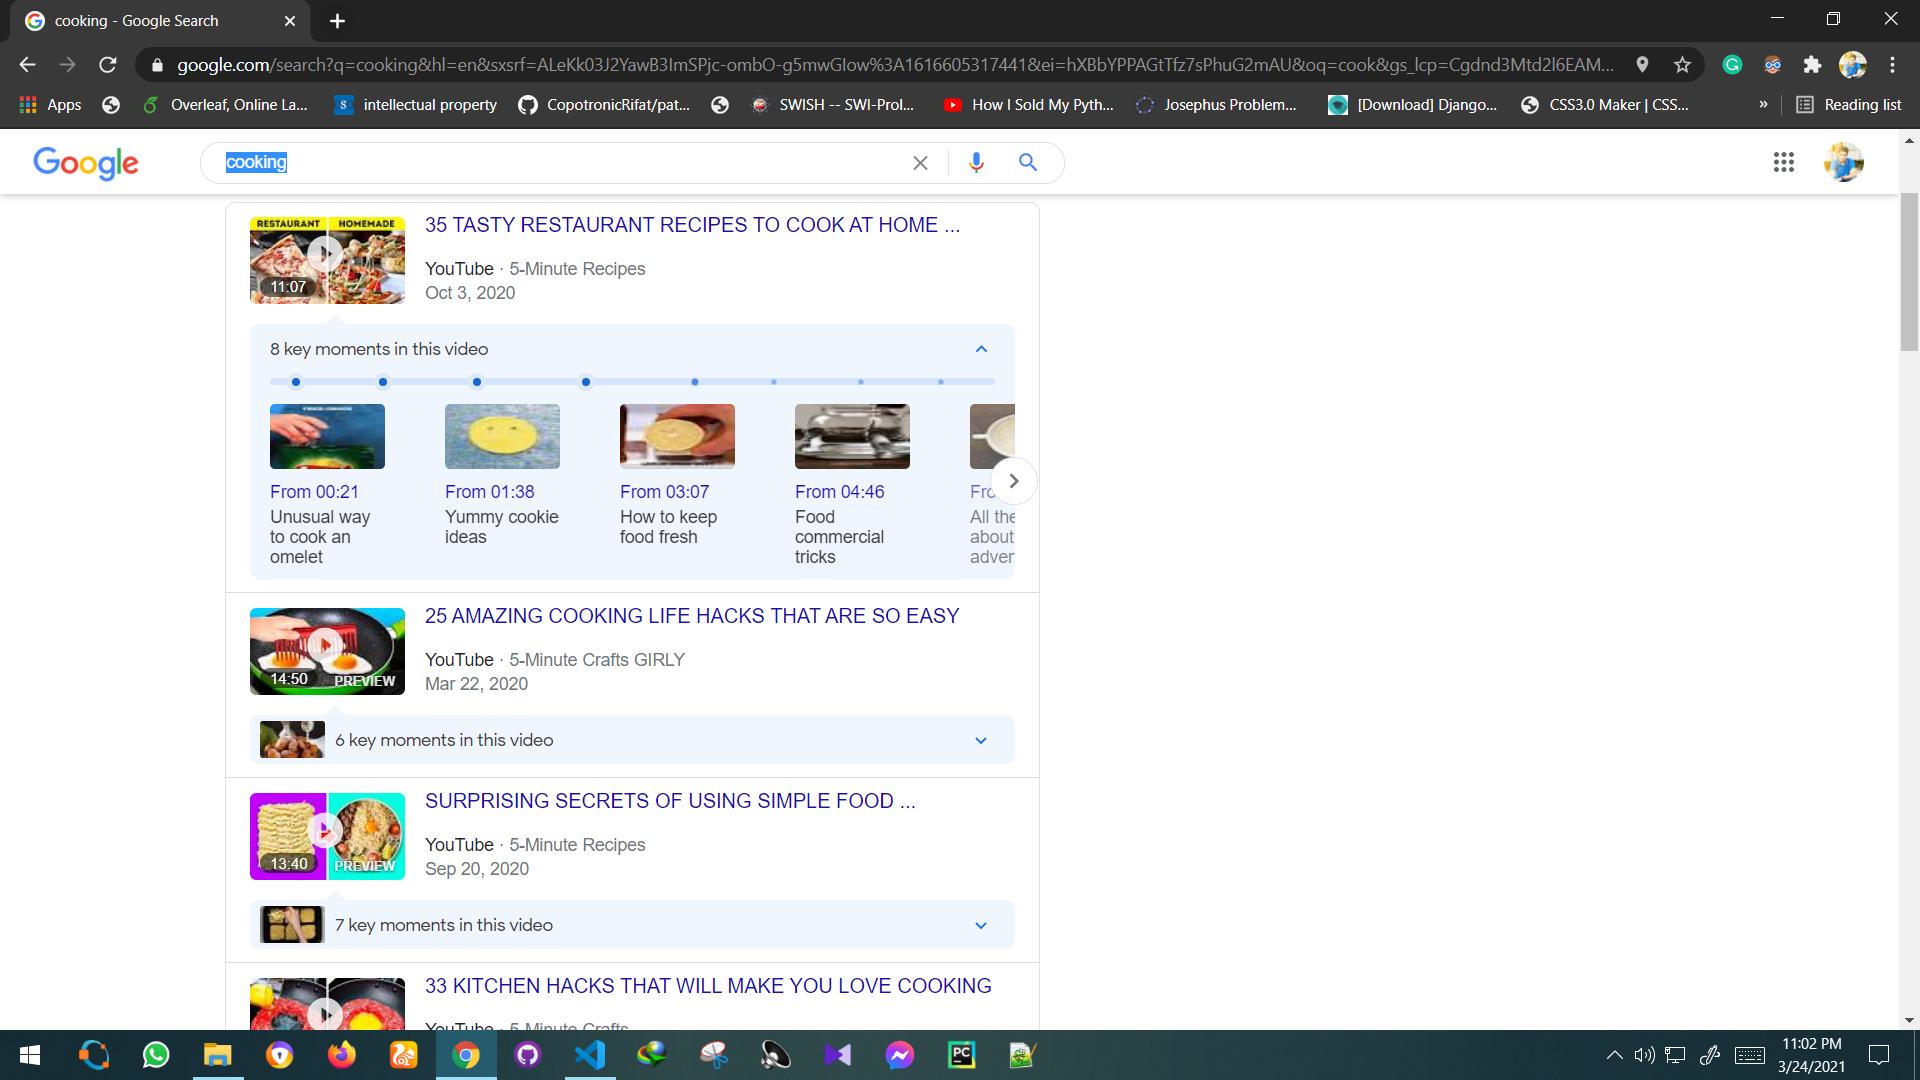 cooking - Google Search
google.com/search?q=cooking&hl=en&sxsrf=ALeKk03J2YawB3ImSPjc-ombO-g5mwGIow%3A1616605317441&ei=hXBbYPPAGtTfz7sPhuG2mAU&oq=cook&gs_lcp=Cgdnd3Mtd2l6EAM...
Apps Overleaf, Online La... intellectual property CopotronicRifat/pat... SWISH -- SWI-Prol... How I Sold My Pyth... Josephus Problem... [Download] Django... CSS3.0 Maker | CSS... » Reading list
Google cooking
RESTAURANT HOMEMADE
11:07
35 TASTY RESTAURANT RECIPES TO COOK AT HOME ...
YouTube · 5-Minute Recipes
Oct 3, 2020
8 key moments in this video
From 00:21
Unusual way
to cook an
omelet
From 01:38
Yummy cookie
ideas
From 03:07
How to keep
food fresh
From 04:46
Food
commercial
tricks
Fro
All the
about
adver
14:50 PREVIEW
25 AMAZING COOKING LIFE HACKS THAT ARE SO EASY
YouTube · 5-Minute Crafts GIRLY
Mar 22, 2020
6 key moments in this video
13:40 PREVIEW
SURPRISING SECRETS OF USING SIMPLE FOOD ...
YouTube · 5-Minute Recipes
Sep 20, 2020
7 key moments in this video
33 KITCHEN HACKS THAT WILL MAKE YOU LOVE COOKING
YouTube · 5-Minute Crafts
PC
11:02 PM
3/24/2021